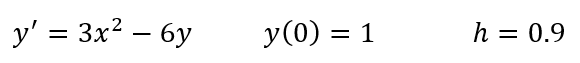 y′ = 3x² − 6y y(0) = 1 h = 0.9